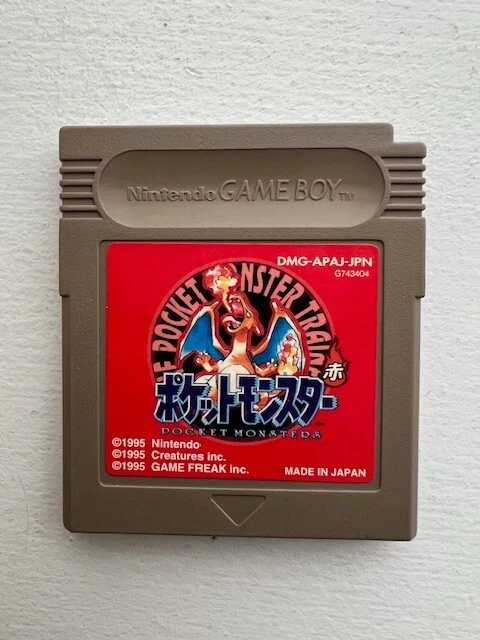 Nintendo GAME BOY TM
DMG-APAJ-JPN
G743404
POCKET MONSTER
赤
ポケットモンスター
POCKET MONSTERS
©1995 Nintendo
©1995 Creatures inc.
©1995 GAME FREAK inc.
MADE IN JAPAN